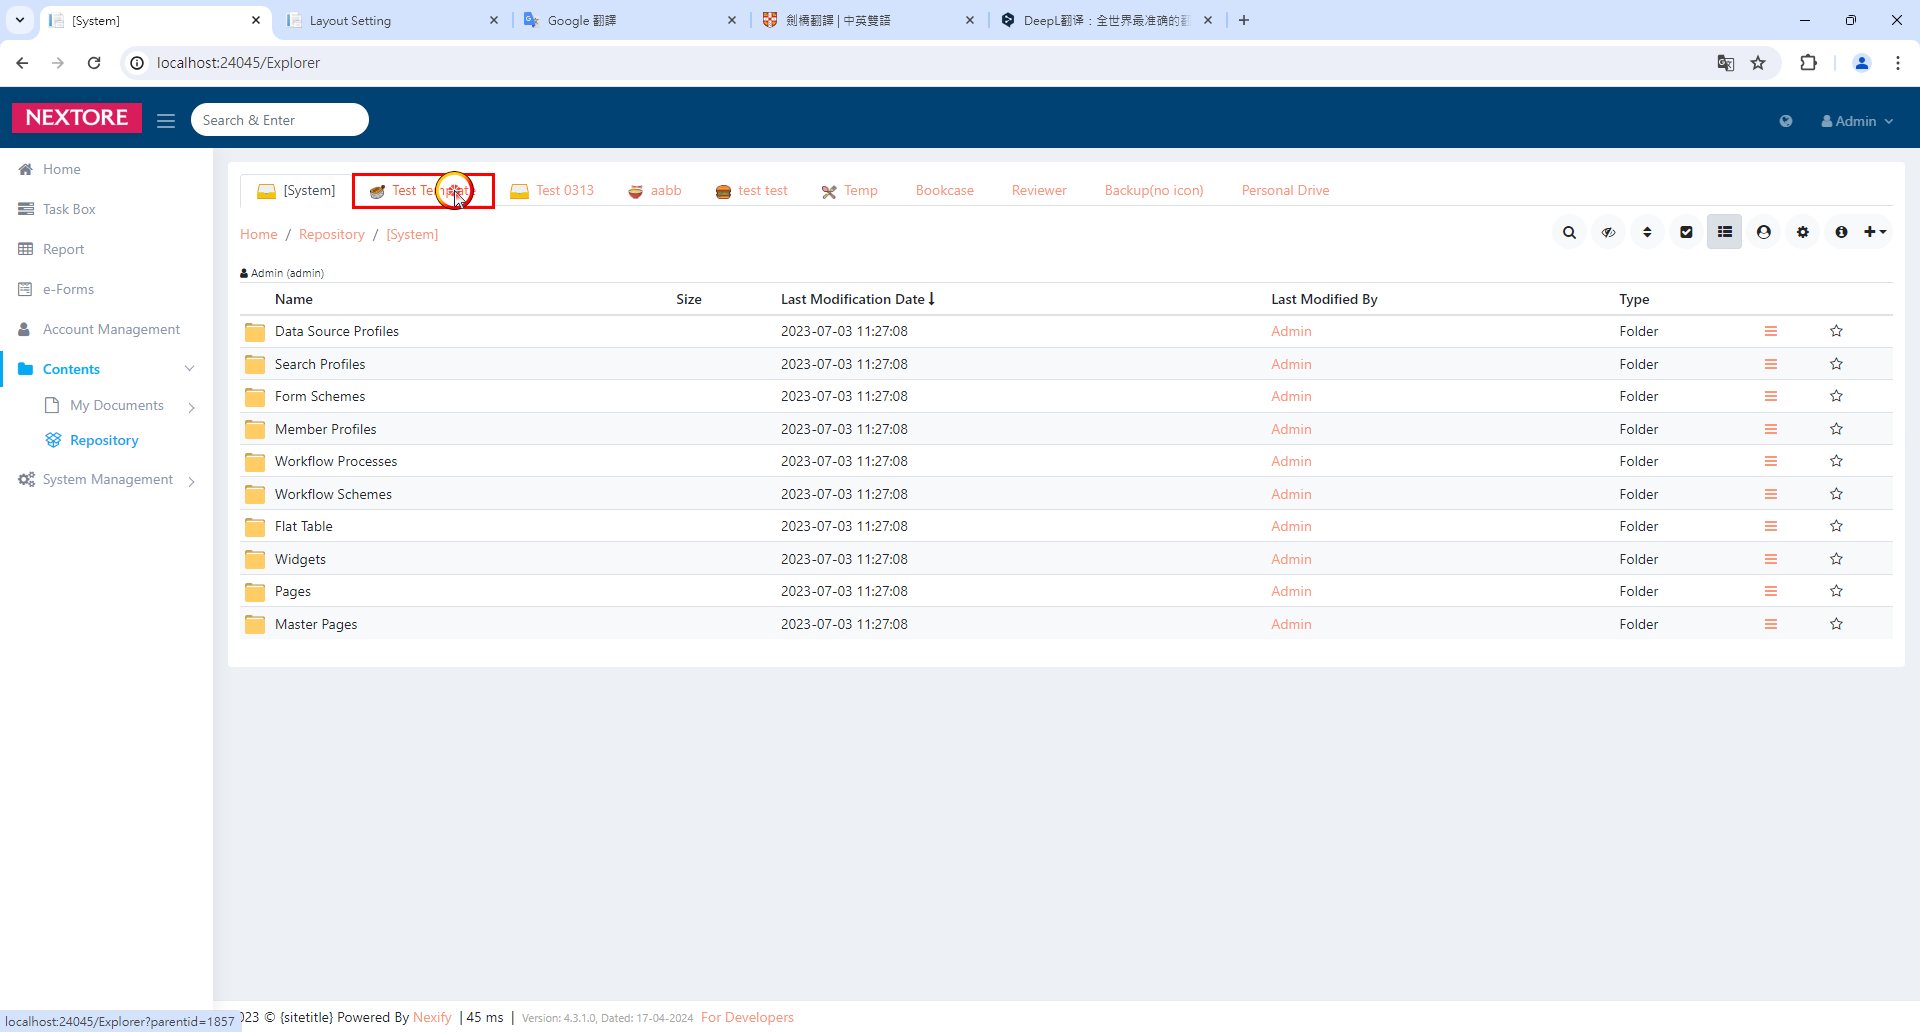 [System]
Layout Setting
Google 翻譯
劍橋翻譯 | 中英雙語
DeepL翻译：全世界最准确的
localhost:24045/Explorer
NEXTORE
Search & Enter
Admin
Home
Task Box
Report
e-Forms
Account Management
Contents
My Documents
Repository
System Management
[System]
Test Template
Test 0313
aabb
test test
Temp
Bookcase
Reviewer
Backup(no icon)
Personal Drive
Home / Repository / [System]
Admin (admin)
Name Size Last Modification Date Last Modified By Type
Data Source Profiles 2023-07-03 11:27:08 Admin Folder
Search Profiles 2023-07-03 11:27:08 Admin Folder
Form Schemes 2023-07-03 11:27:08 Admin Folder
Member Profiles 2023-07-03 11:27:08 Admin Folder
Workflow Processes 2023-07-03 11:27:08 Admin Folder
Workflow Schemes 2023-07-03 11:27:08 Admin Folder
Flat Table 2023-07-03 11:27:08 Admin Folder
Widgets 2023-07-03 11:27:08 Admin Folder
Pages 2023-07-03 11:27:08 Admin Folder
Master Pages 2023-07-03 11:27:08 Admin Folder
localhost:24045/Explorer?parentid=1857
023 © {sitetitle} Powered By Nexify | 45 ms | Version: 4.3.1.0, Dated: 17-04-2024 For Developers